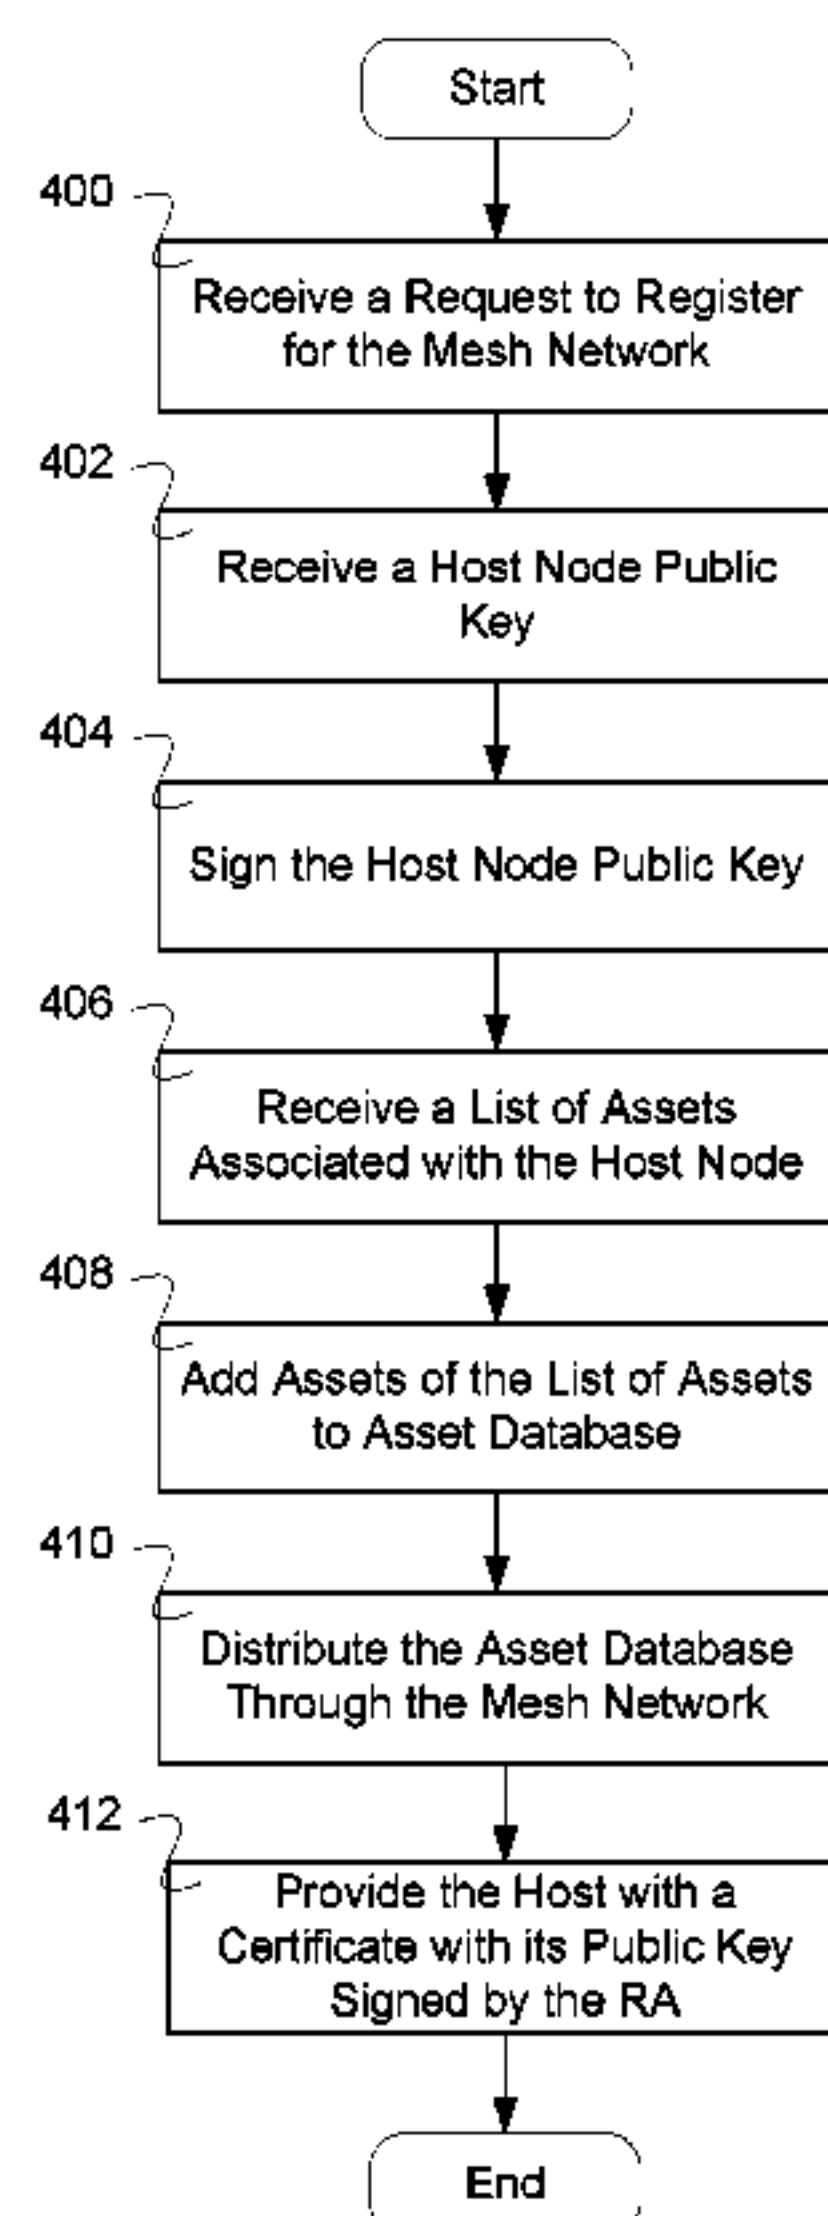 Start
400
Receive a Request to Register
for the Mesh Network
402
Receive a Host Node Public
Key
404
Sign the Host Node Public Key
406
Receive a List of Assets
Associated with the Host Node
408
Add Assets of the List of Assets
to Asset Database
410
Distribute the Asset Database
Through the Mesh Network
412
Provide the Host with a
Certificate with its Public Key
Signed by the RA
End